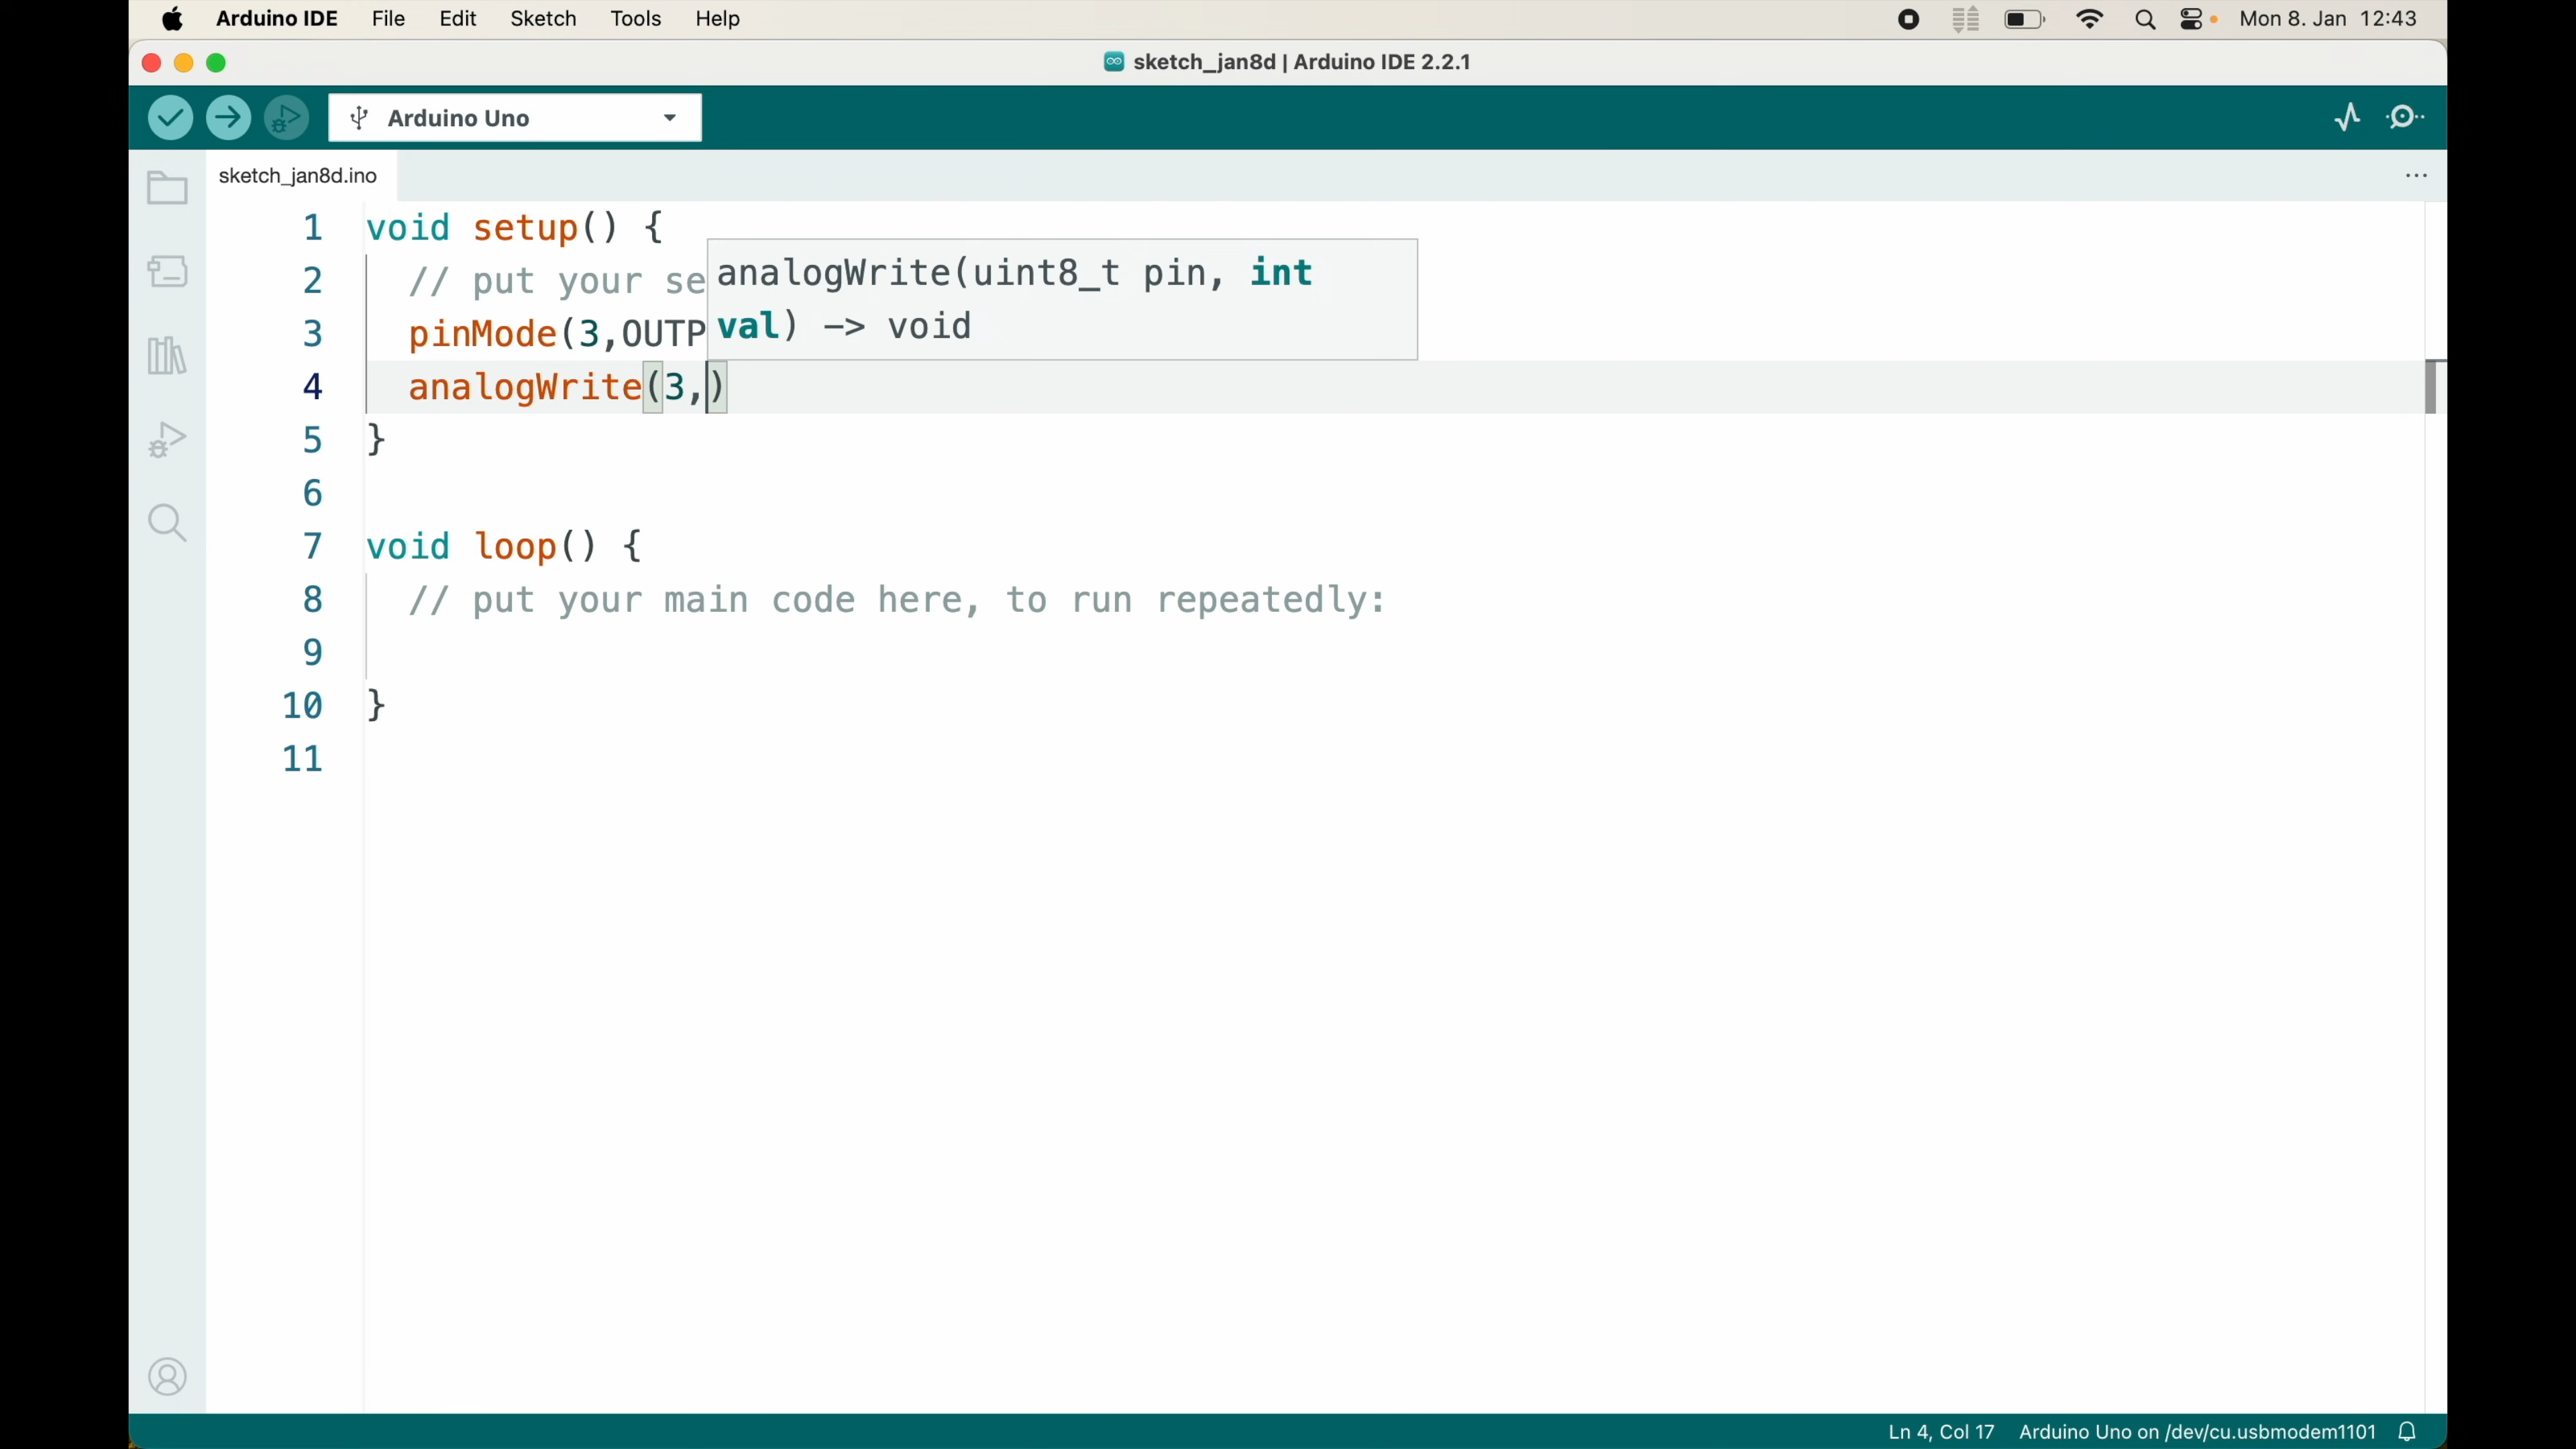 Arduino IDE File Edit Sketch Tools Help Mon 8. Jan 12:43
sketch_jan8d | Arduino IDE 2.2.1
Arduino Uno
sketch_jan8d.ino
1 void setup() {
2 // put your se
analogWrite(uint8_t pin, int
val) -> void
3 pinMode(3,OUTP
4 analogWrite(3,)
5 }
6
7 void loop() {
8 // put your main code here, to run repeatedly:
9
10 }
11
Ln 4, Col 17 Arduino Uno on /dev/cu.usbmodem1101